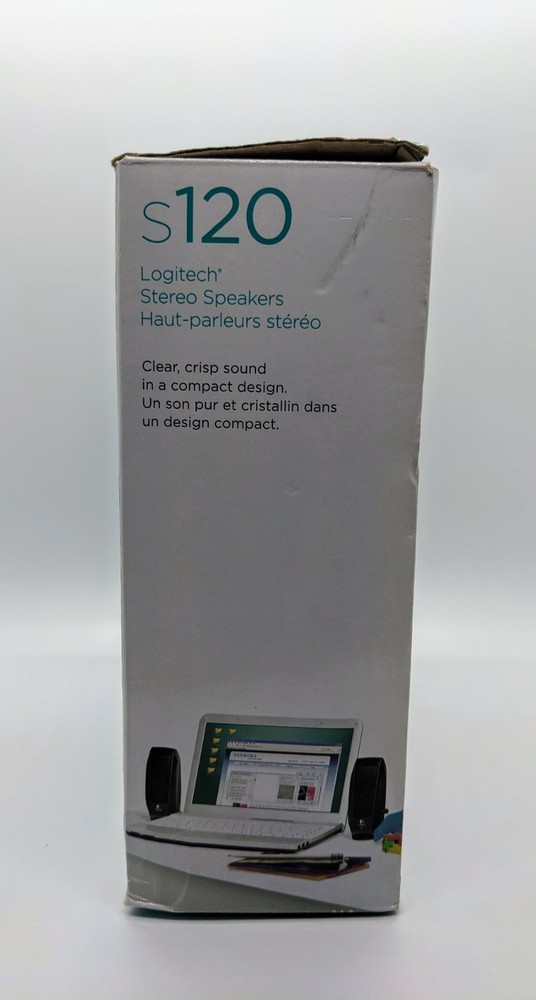 S120
Logitech®
Stereo Speakers
Haut-parleurs stéréo
Clear, crisp sound
in a compact design.
Un son pur et cristallin dans
un design compact.
PANDORA